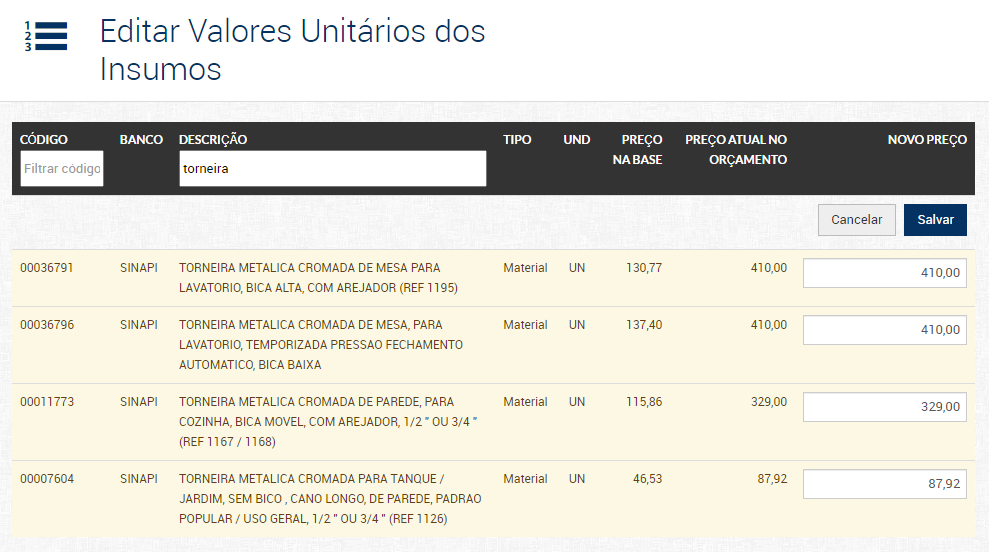 1
2
3
Editar Valores Unitários dos
Insumos
CÓDIGO BANCO DESCRIÇÃO TIPO UND PREÇO NA BASE PREÇO ATUAL NO ORÇAMENTO NOVO PREÇO
Filtrar código torneira
Cancelar Salvar
00036791 SINAPI TORNEIRA METALICA CROMADA DE MESA PARA Material UN 130,77 410,00 410,00
LAVATORIO, BICA ALTA, COM AREJADOR (REF 1195)
00036796 SINAPI TORNEIRA METALICA CROMADA DE MESA, PARA Material UN 137,40 410,00 410,00
LAVATORIO, TEMPORIZADA PRESSAO FECHAMENTO
AUTOMATICO, BICA BAIXA
00011773 SINAPI TORNEIRA METALICA CROMADA DE PAREDE, PARA Material UN 115,86 329,00 329,00
COZINHA, BICA MOVEL, COM AREJADOR, 1/2 " OU 3/4 "
(REF 1167 / 1168)
00007604 SINAPI TORNEIRA METALICA CROMADA PARA TANQUE / Material UN 46,53 87,92 87,92
JARDIM, SEM BICO , CANO LONGO, DE PAREDE, PADRAO
POPULAR / USO GERAL, 1/2 " OU 3/4 " (REF 1126)